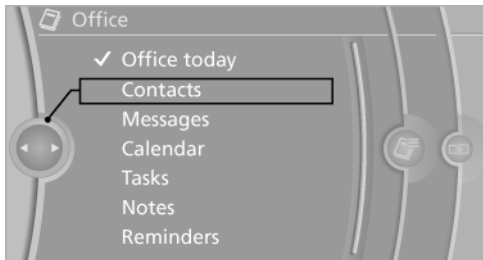 Office
Office today
Contacts
Messages
Calendar
Tasks
Notes
Reminders